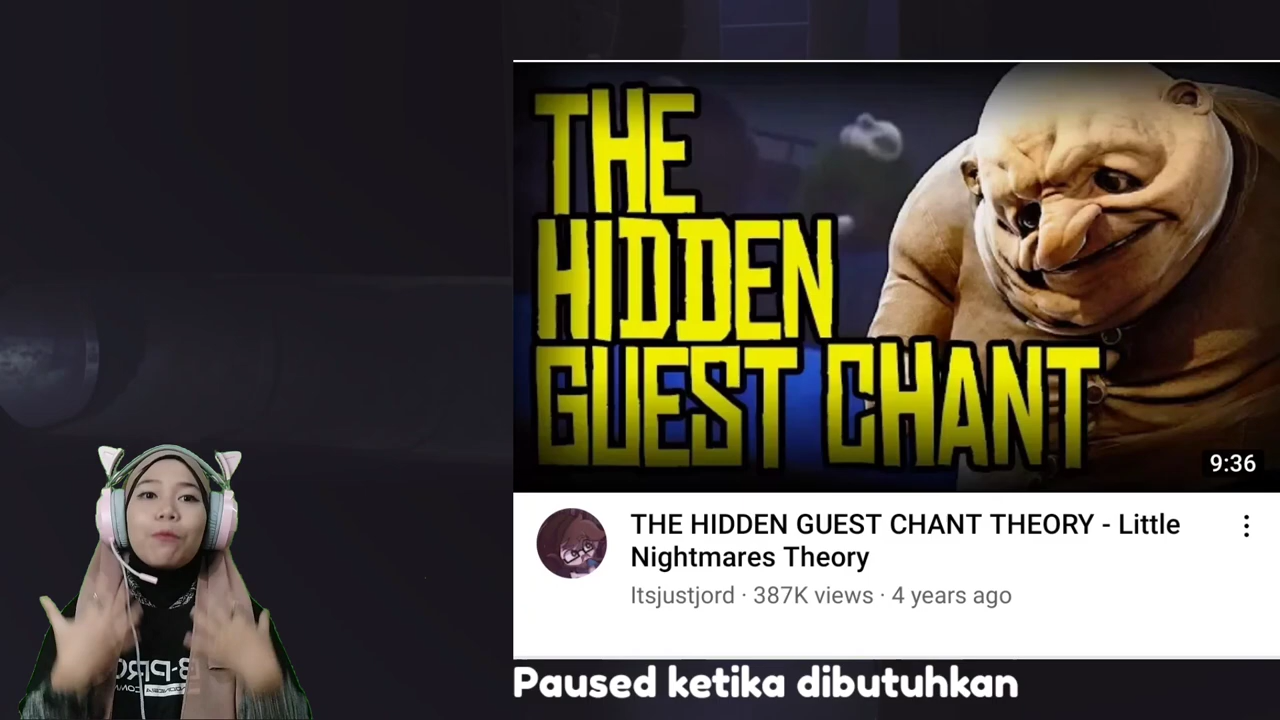 THE
HIDDEN
GUEST CHANT
9:36
THE HIDDEN GUEST CHANT THEORY - Little
Nightmares Theory
Itsjustjord · 387K views · 4 years ago
Paused ketika dibutuhkan
B-PRO